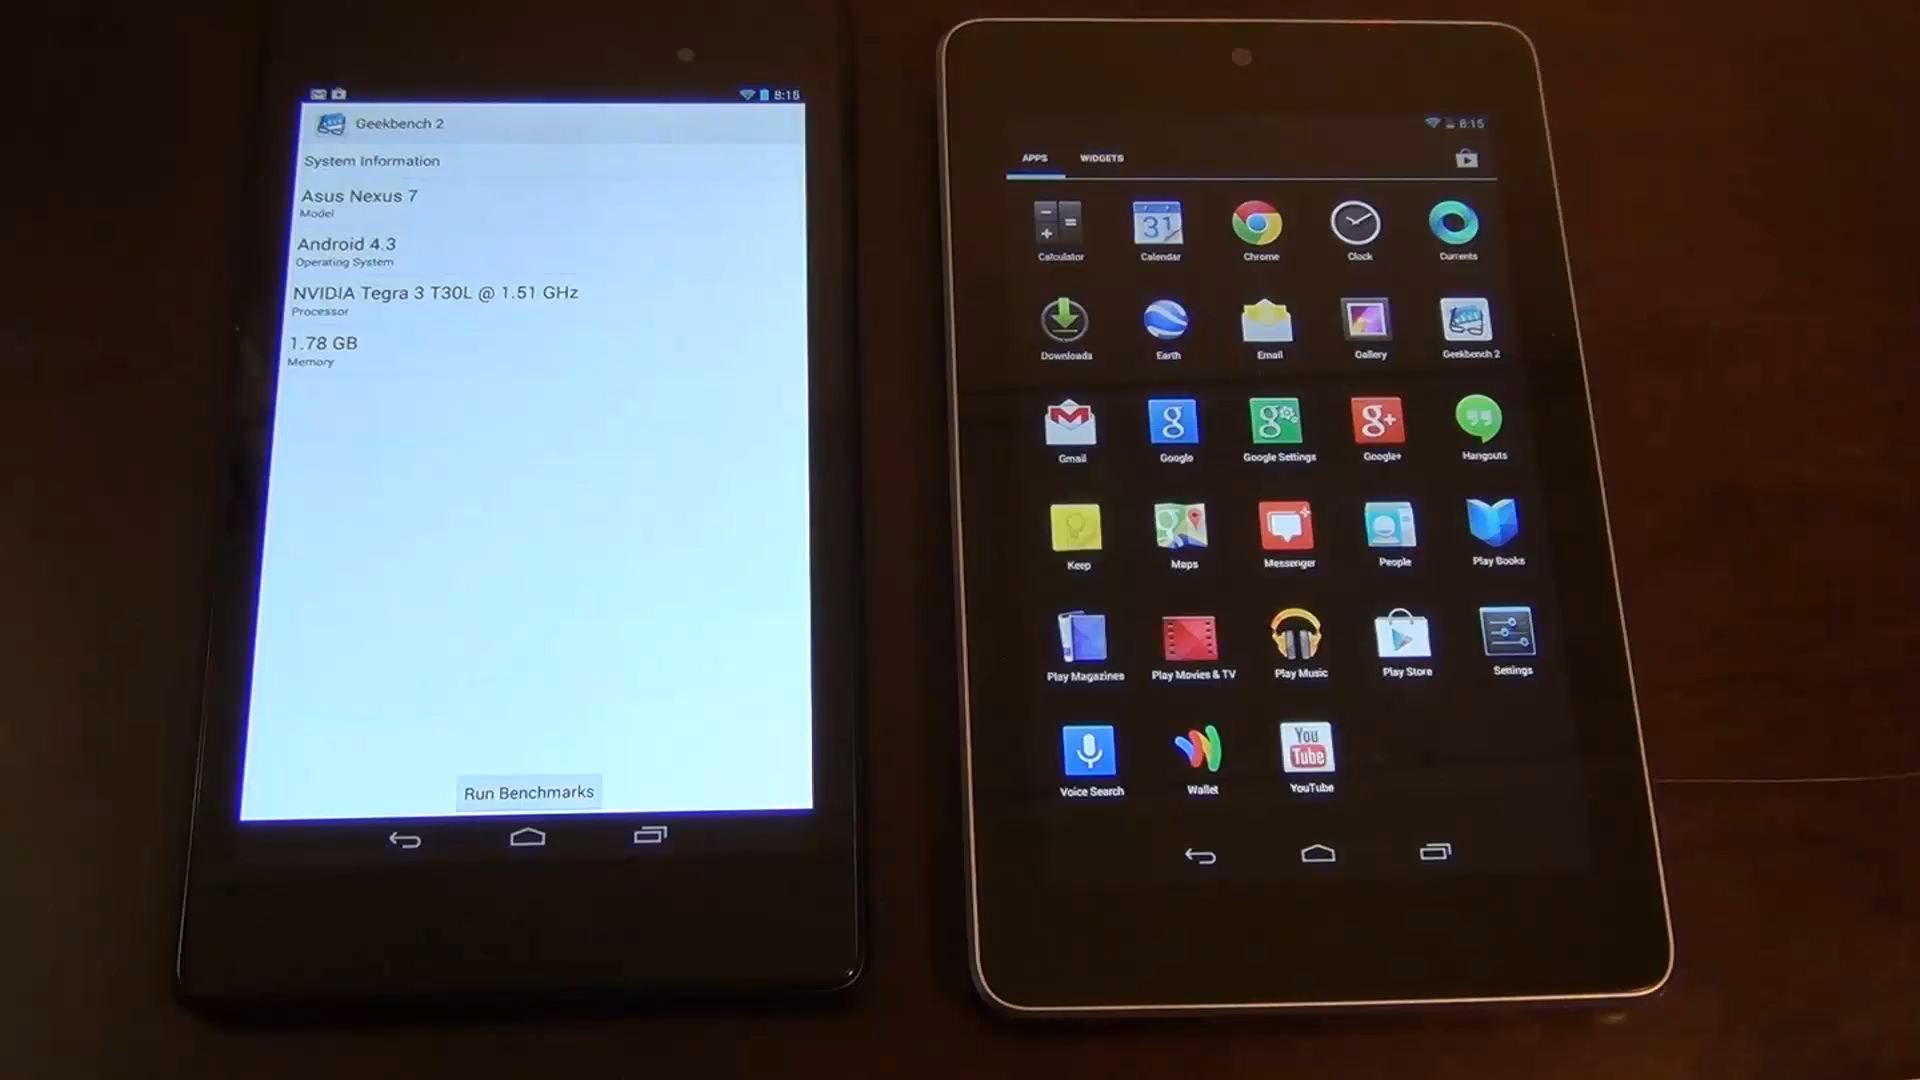 8:15
Geekbench 2
System Information
Asus Nexus 7
Model
Android 4.3
Operating System
NVIDIA Tegra 3 T30L @ 1.51 GHz
Processor
1.78 GB
Memory
Run Benchmarks
8:15
APPS WIDGETS
31
Calculator Calendar Chrome Clock Currents
Downloads Earth Email Gallery Geekbench 2
g g g+
Gmail Google Google Settings Google+ Hangouts
g
Keep Maps Messenger People Play Books
Play Magazines Play Movies & TV Play Music Play Store Settings
You
Tube
Voice Search Wallet YouTube